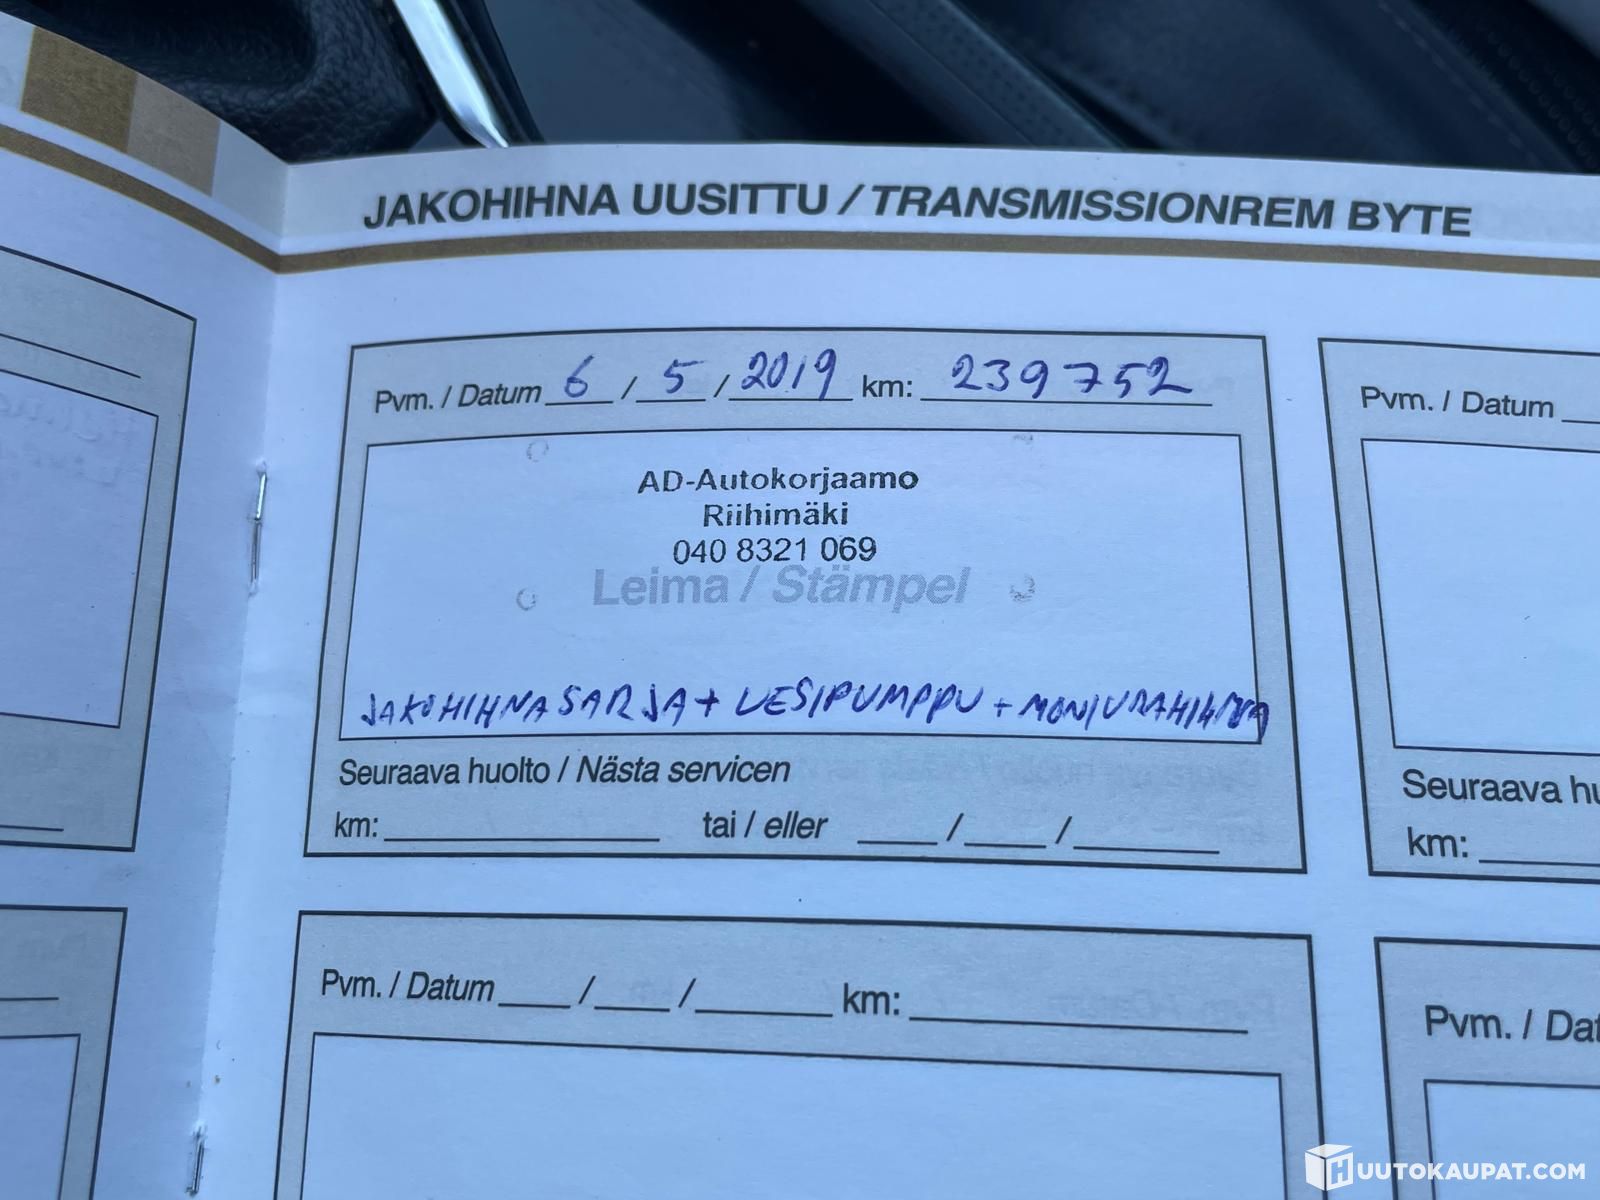 JAKOHIHNA UUSITTU / TRANSMISSIONREM BYTE
Pvm. / Datum 6 / 5 / 2019 km: 239752
AD-Autokorjaamo
Riihimäki
040 8321 069
Leima / Stämpel
JAKOHIHNASARJA + VESIPUMPPU + MONIURAHIHNA
Seuraava huolto / Nästa servicen
km: tai / eller / /
Pvm. / Datum / / km:
Pvm. / Datum
Seuraava
km:
Pvm. /
HUUTOKAUPAT.COM